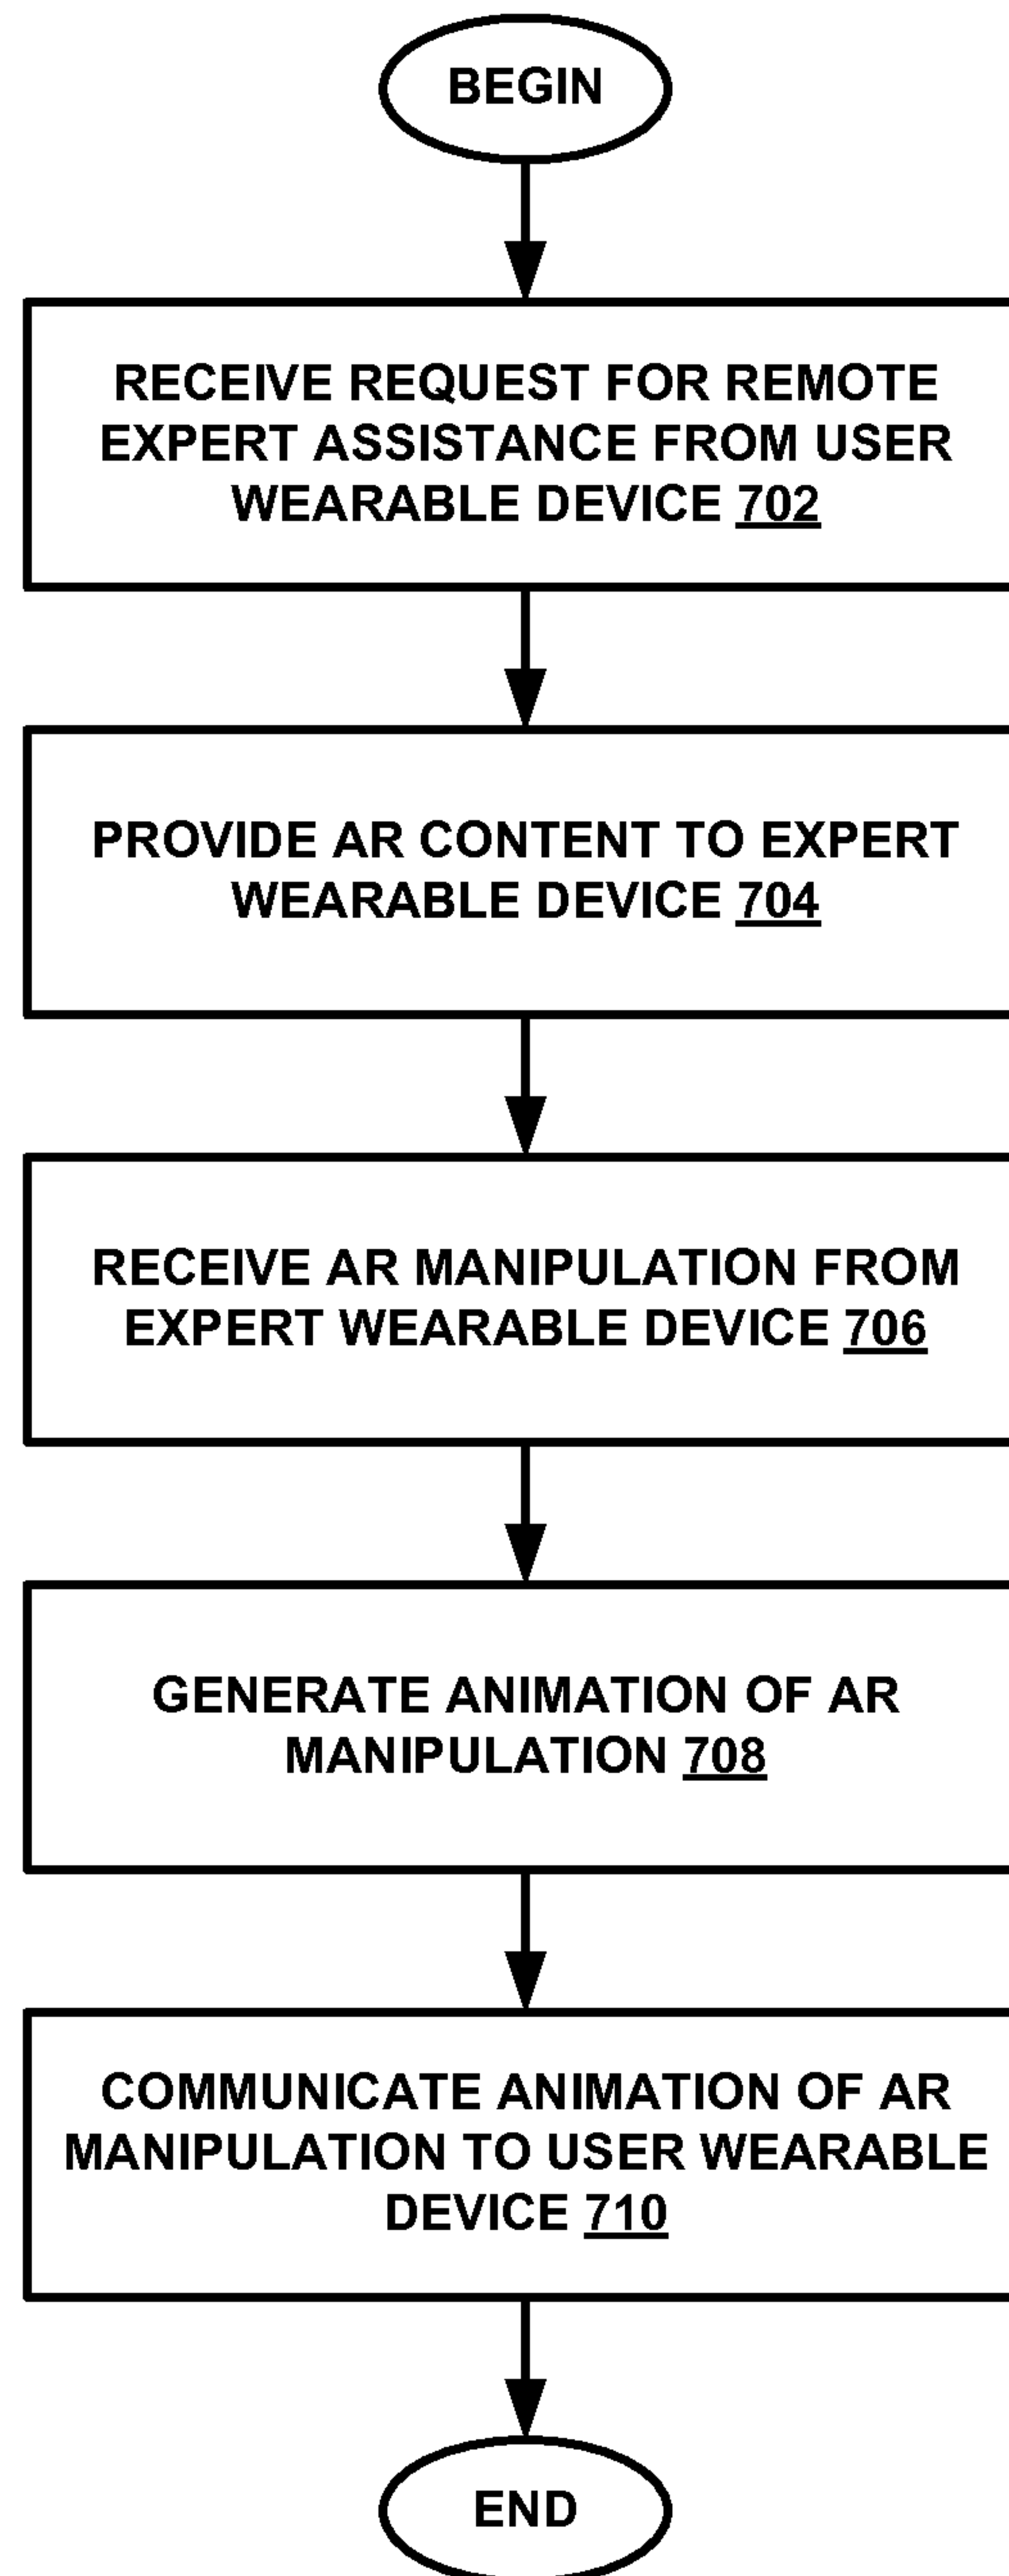 BEGIN
RECEIVE REQUEST FOR REMOTE
EXPERT ASSISTANCE FROM USER
WEARABLE DEVICE 702
PROVIDE AR CONTENT TO EXPERT
WEARABLE DEVICE 704
RECEIVE AR MANIPULATION FROM
EXPERT WEARABLE DEVICE 706
GENERATE ANIMATION OF AR
MANIPULATION 708
COMMUNICATE ANIMATION OF AR
MANIPULATION TO USER WEARABLE
DEVICE 710
END